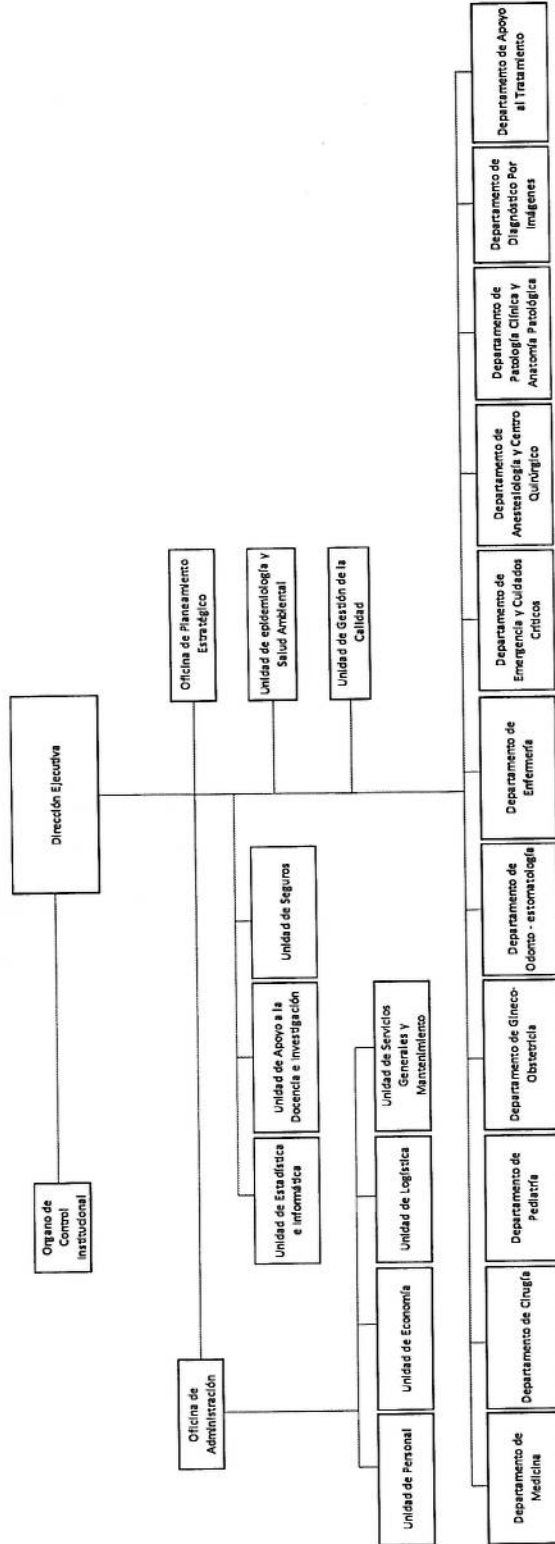 Dirección Ejecutiva
Organo de
Control
Institucional
Oficina de
Administración
Oficina de Planeamiento
Estratégico
Unidad de epidemiología y
Salud Ambiental
Unidad de Gestión de la
Calidad
Unidad de Estadística
e Informática
Unidad de Apoyo a la
Docencia e Investigación
Unidad de Seguros
Unidad de Personal
Unidad de Economía
Unidad de Logística
Unidad de Servicios
Generales y
Mantenimiento
Departamento de
Medicina
Departamento de Cirugía
Departamento de
Pediatría
Departamento de Gineco-
Obstetricia
Departamento de
Odonto - estomatología
Departamento de
Enfermería
Departamento de
Emergencia y Cuidados
Críticos
Departamento de
Anestesiología y Centro
Quirúrgico
Departamento de
Patología Clínica y
Anatomía Patológica
Departamento de
Diagnóstico Por
Imágenes
Departamento de Apoyo
al Tratamiento